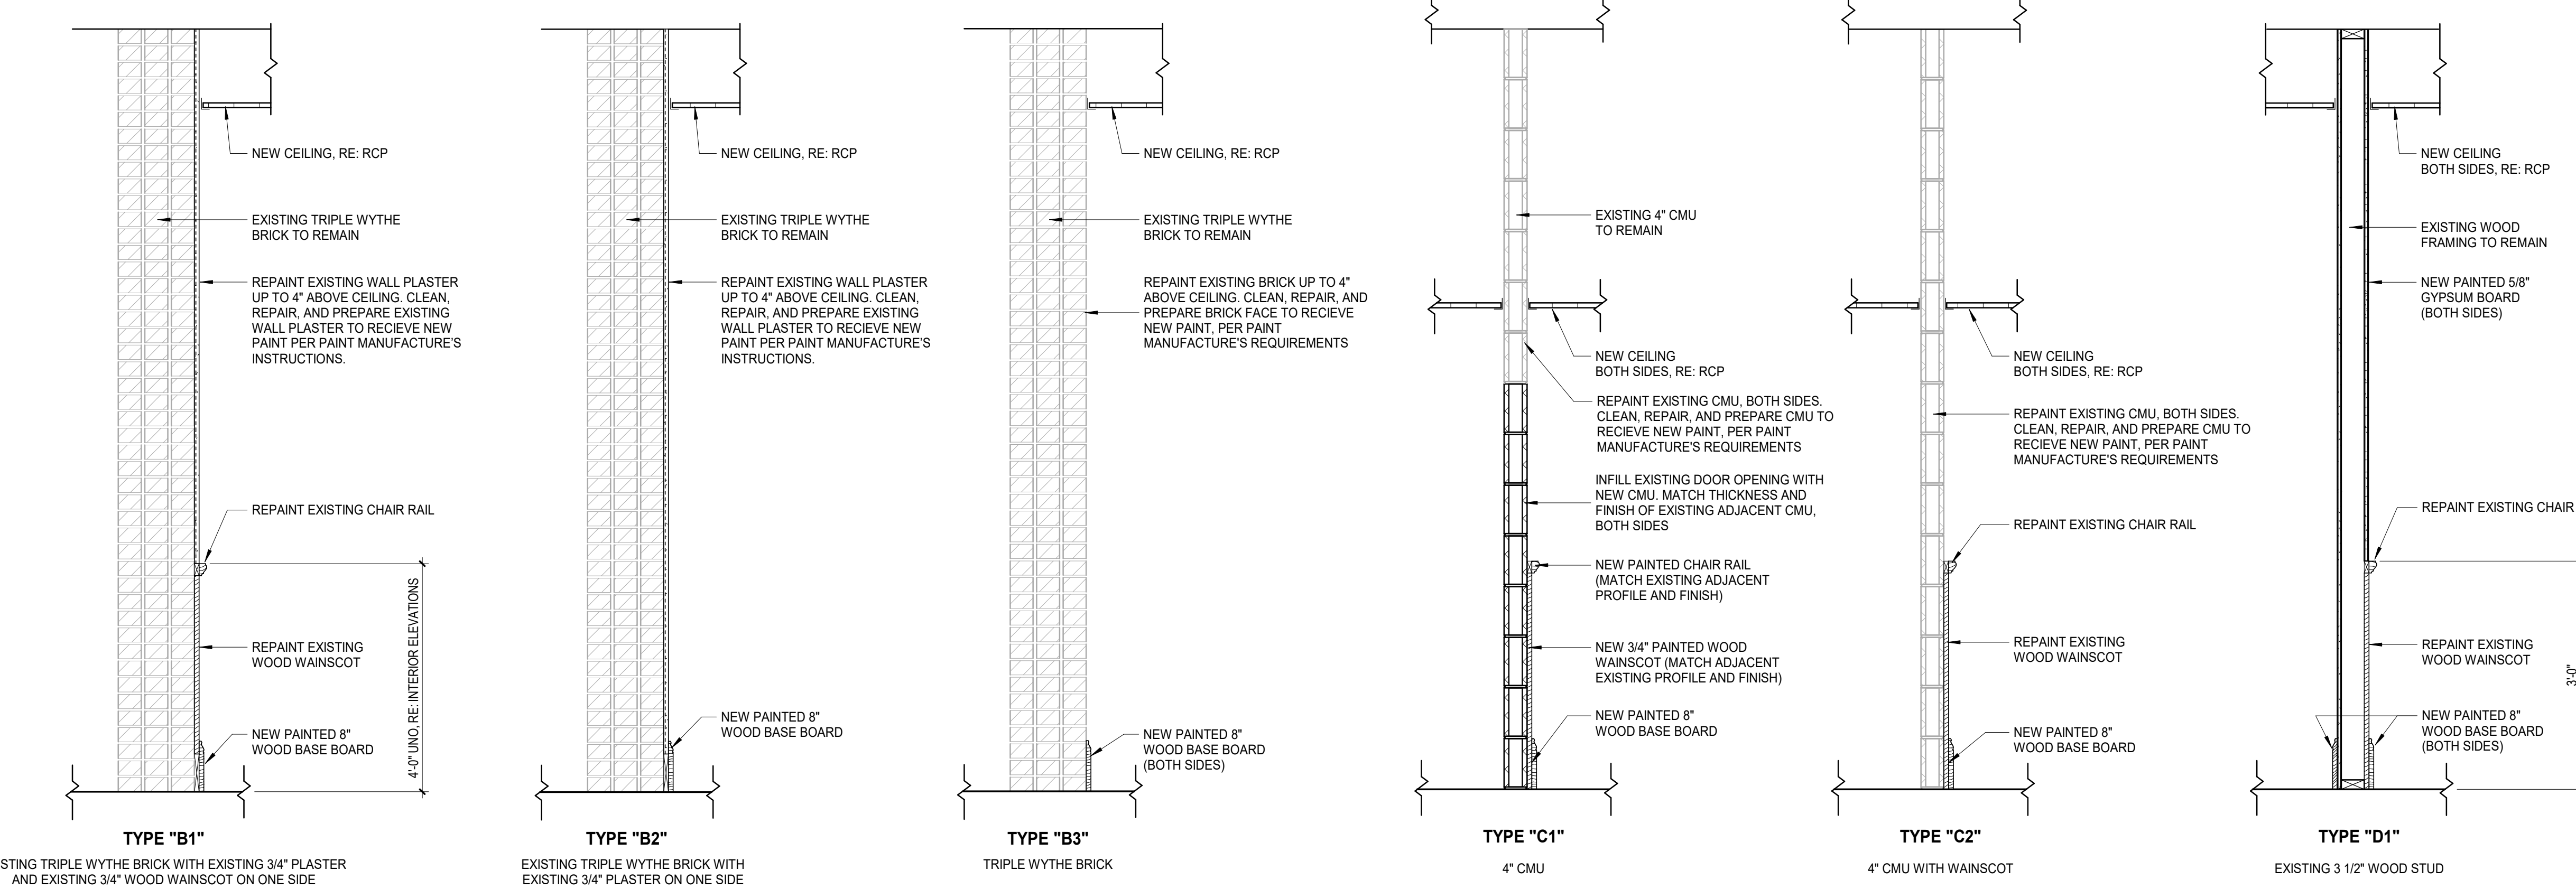 NEW CEILING, RE: RCP
EXISTING TRIPLE WYTHE
BRICK TO REMAIN
REPAINT EXISTING WALL PLASTER
UP TO 4" ABOVE CEILING. CLEAN,
REPAIR, AND PREPARE EXISTING
WALL PLASTER TO RECIEVE NEW
PAINT PER PAINT MANUFACTURE'S
INSTRUCTIONS.
REPAINT EXISTING CHAIR RAIL
4'-0" UNO, RE: INTERIOR ELEVATIONS
REPAINT EXISTING
WOOD WAINSCOT
NEW PAINTED 8"
WOOD BASE BOARD
TYPE "B1"
STING TRIPLE WYTHE BRICK WITH EXISTING 3/4" PLASTER
AND EXISTING 3/4" WOOD WAINSCOT ON ONE SIDE
NEW CEILING, RE: RCP
EXISTING TRIPLE WYTHE
BRICK TO REMAIN
REPAINT EXISTING WALL PLASTER
UP TO 4" ABOVE CEILING. CLEAN,
REPAIR, AND PREPARE EXISTING
WALL PLASTER TO RECIEVE NEW
PAINT PER PAINT MANUFACTURE'S
INSTRUCTIONS.
NEW PAINTED 8"
WOOD BASE BOARD
TYPE "B2"
EXISTING TRIPLE WYTHE BRICK WITH
EXISTING 3/4" PLASTER ON ONE SIDE
NEW CEILING, RE: RCP
EXISTING TRIPLE WYTHE
BRICK TO REMAIN
REPAINT EXISTING BRICK UP TO 4"
ABOVE CEILING. CLEAN, REPAIR, AND
PREPARE BRICK FACE TO RECIEVE
NEW PAINT, PER PAINT
MANUFACTURE'S REQUIREMENTS
NEW PAINTED 8"
WOOD BASE BOARD
(BOTH SIDES)
TYPE "B3"
TRIPLE WYTHE BRICK
EXISTING 4" CMU
TO REMAIN
NEW CEILING
BOTH SIDES, RE: RCP
REPAINT EXISTING CMU, BOTH SIDES.
CLEAN, REPAIR, AND PREPARE CMU TO
RECIEVE NEW PAINT, PER PAINT
MANUFACTURE'S REQUIREMENTS
INFILL EXISTING DOOR OPENING WITH
NEW CMU. MATCH THICKNESS AND
FINISH OF EXISTING ADJACENT CMU,
BOTH SIDES
NEW PAINTED CHAIR RAIL
(MATCH EXISTING ADJACENT
PROFILE AND FINISH)
NEW 3/4" PAINTED WOOD
WAINSCOT (MATCH ADJACENT
EXISTING PROFILE AND FINISH)
NEW PAINTED 8"
WOOD BASE BOARD
TYPE "C1"
4" CMU
NEW CEILING
BOTH SIDES, RE: RCP
REPAINT EXISTING CMU, BOTH SIDES.
CLEAN, REPAIR, AND PREPARE CMU TO
RECIEVE NEW PAINT, PER PAINT
MANUFACTURE'S REQUIREMENTS
REPAINT EXISTING CHAIR RAIL
REPAINT EXISTING
WOOD WAINSCOT
NEW PAINTED 8"
WOOD BASE BOARD
TYPE "C2"
4" CMU WITH WAINSCOT
NEW CEILING
BOTH SIDES, RE: RCP
EXISTING WOOD
FRAMING TO REMAIN
NEW PAINTED 5/8"
GYPSUM BOARD
(BOTH SIDES)
REPAINT EXISTING CHAIR
REPAINT EXISTING
WOOD WAINSCOT
3'-0"
NEW PAINTED 8"
WOOD BASE BOARD
(BOTH SIDES)
TYPE "D1"
EXISTING 3 1/2" WOOD STUD